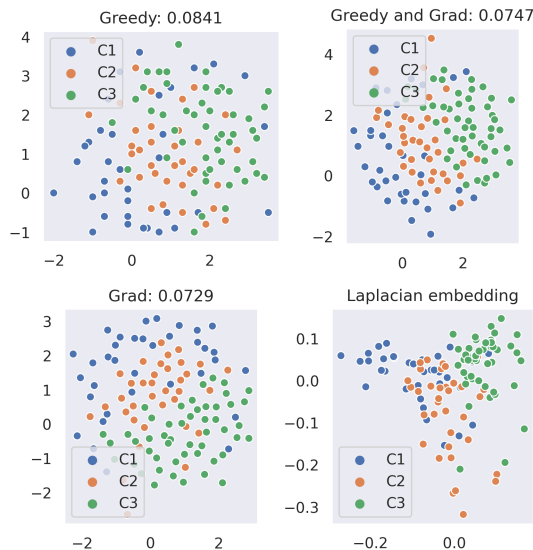 Greedy: 0.0841
4
3
2
1
0
−1
−2
0
2
C1
C2
C3
Greedy and Grad: 0.0747
4
2
0
−2
0
2
C1
C2
C3
Grad: 0.0729
3
2
1
0
−1
−2
−2
0
2
C1
C2
C3
Laplacian embedding
0.1
0.0
−0.1
−0.2
−0.3
−0.2
0.0
C1
C2
C3